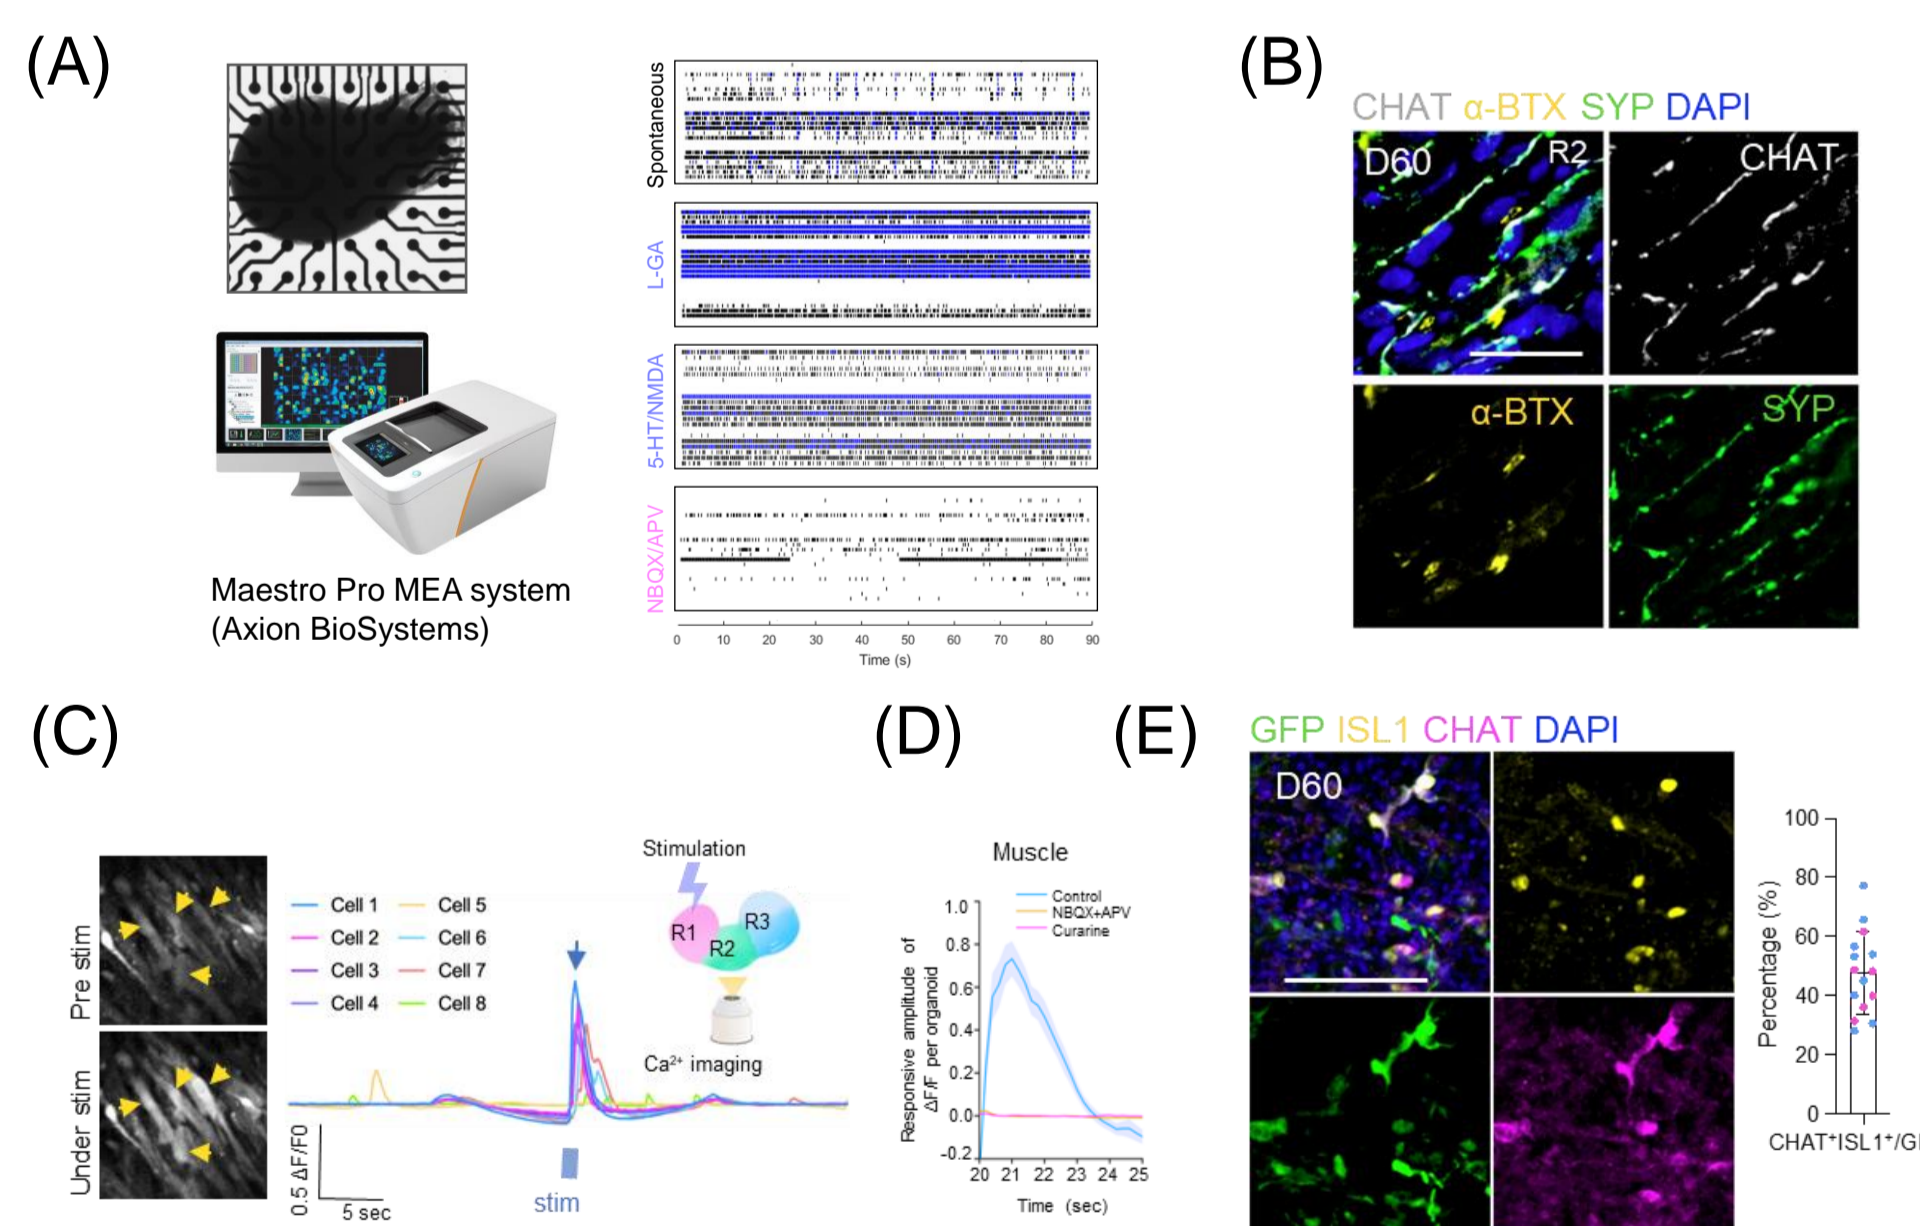 (A)
Spontaneous
L-GA
5-HT/NMDA
NBQX/APV
0 10 20 30 40 50 60 70 80 90
Time (s)
Maestro Pro MEA system
(Axion BioSystems)
(B)
CHAT α-BTX SYP DAPI
D60 R2
CHAT
α-BTX
SYP
(C)
Pre stim
Under stim
Cell 1
Cell 2
Cell 3
Cell 4
Cell 5
Cell 6
Cell 7
Cell 8
0.5 ΔF/F0
5 sec
stim
Stimulation
R1
R2
R3
Ca²⁺ imaging
(D)
Muscle
Control
NBQX+APV
Curarine
Responsive amplitude of
ΔF/F per organoid
1.0
0.8
0.6
0.4
0.2
0.0
-0.2
20 21 22 23 24 25
Time (sec)
(E)
GFP ISL1 CHAT DAPI
D60
Percentage (%)
100
80
60
40
20
0
CHAT⁺ISL1⁺/G